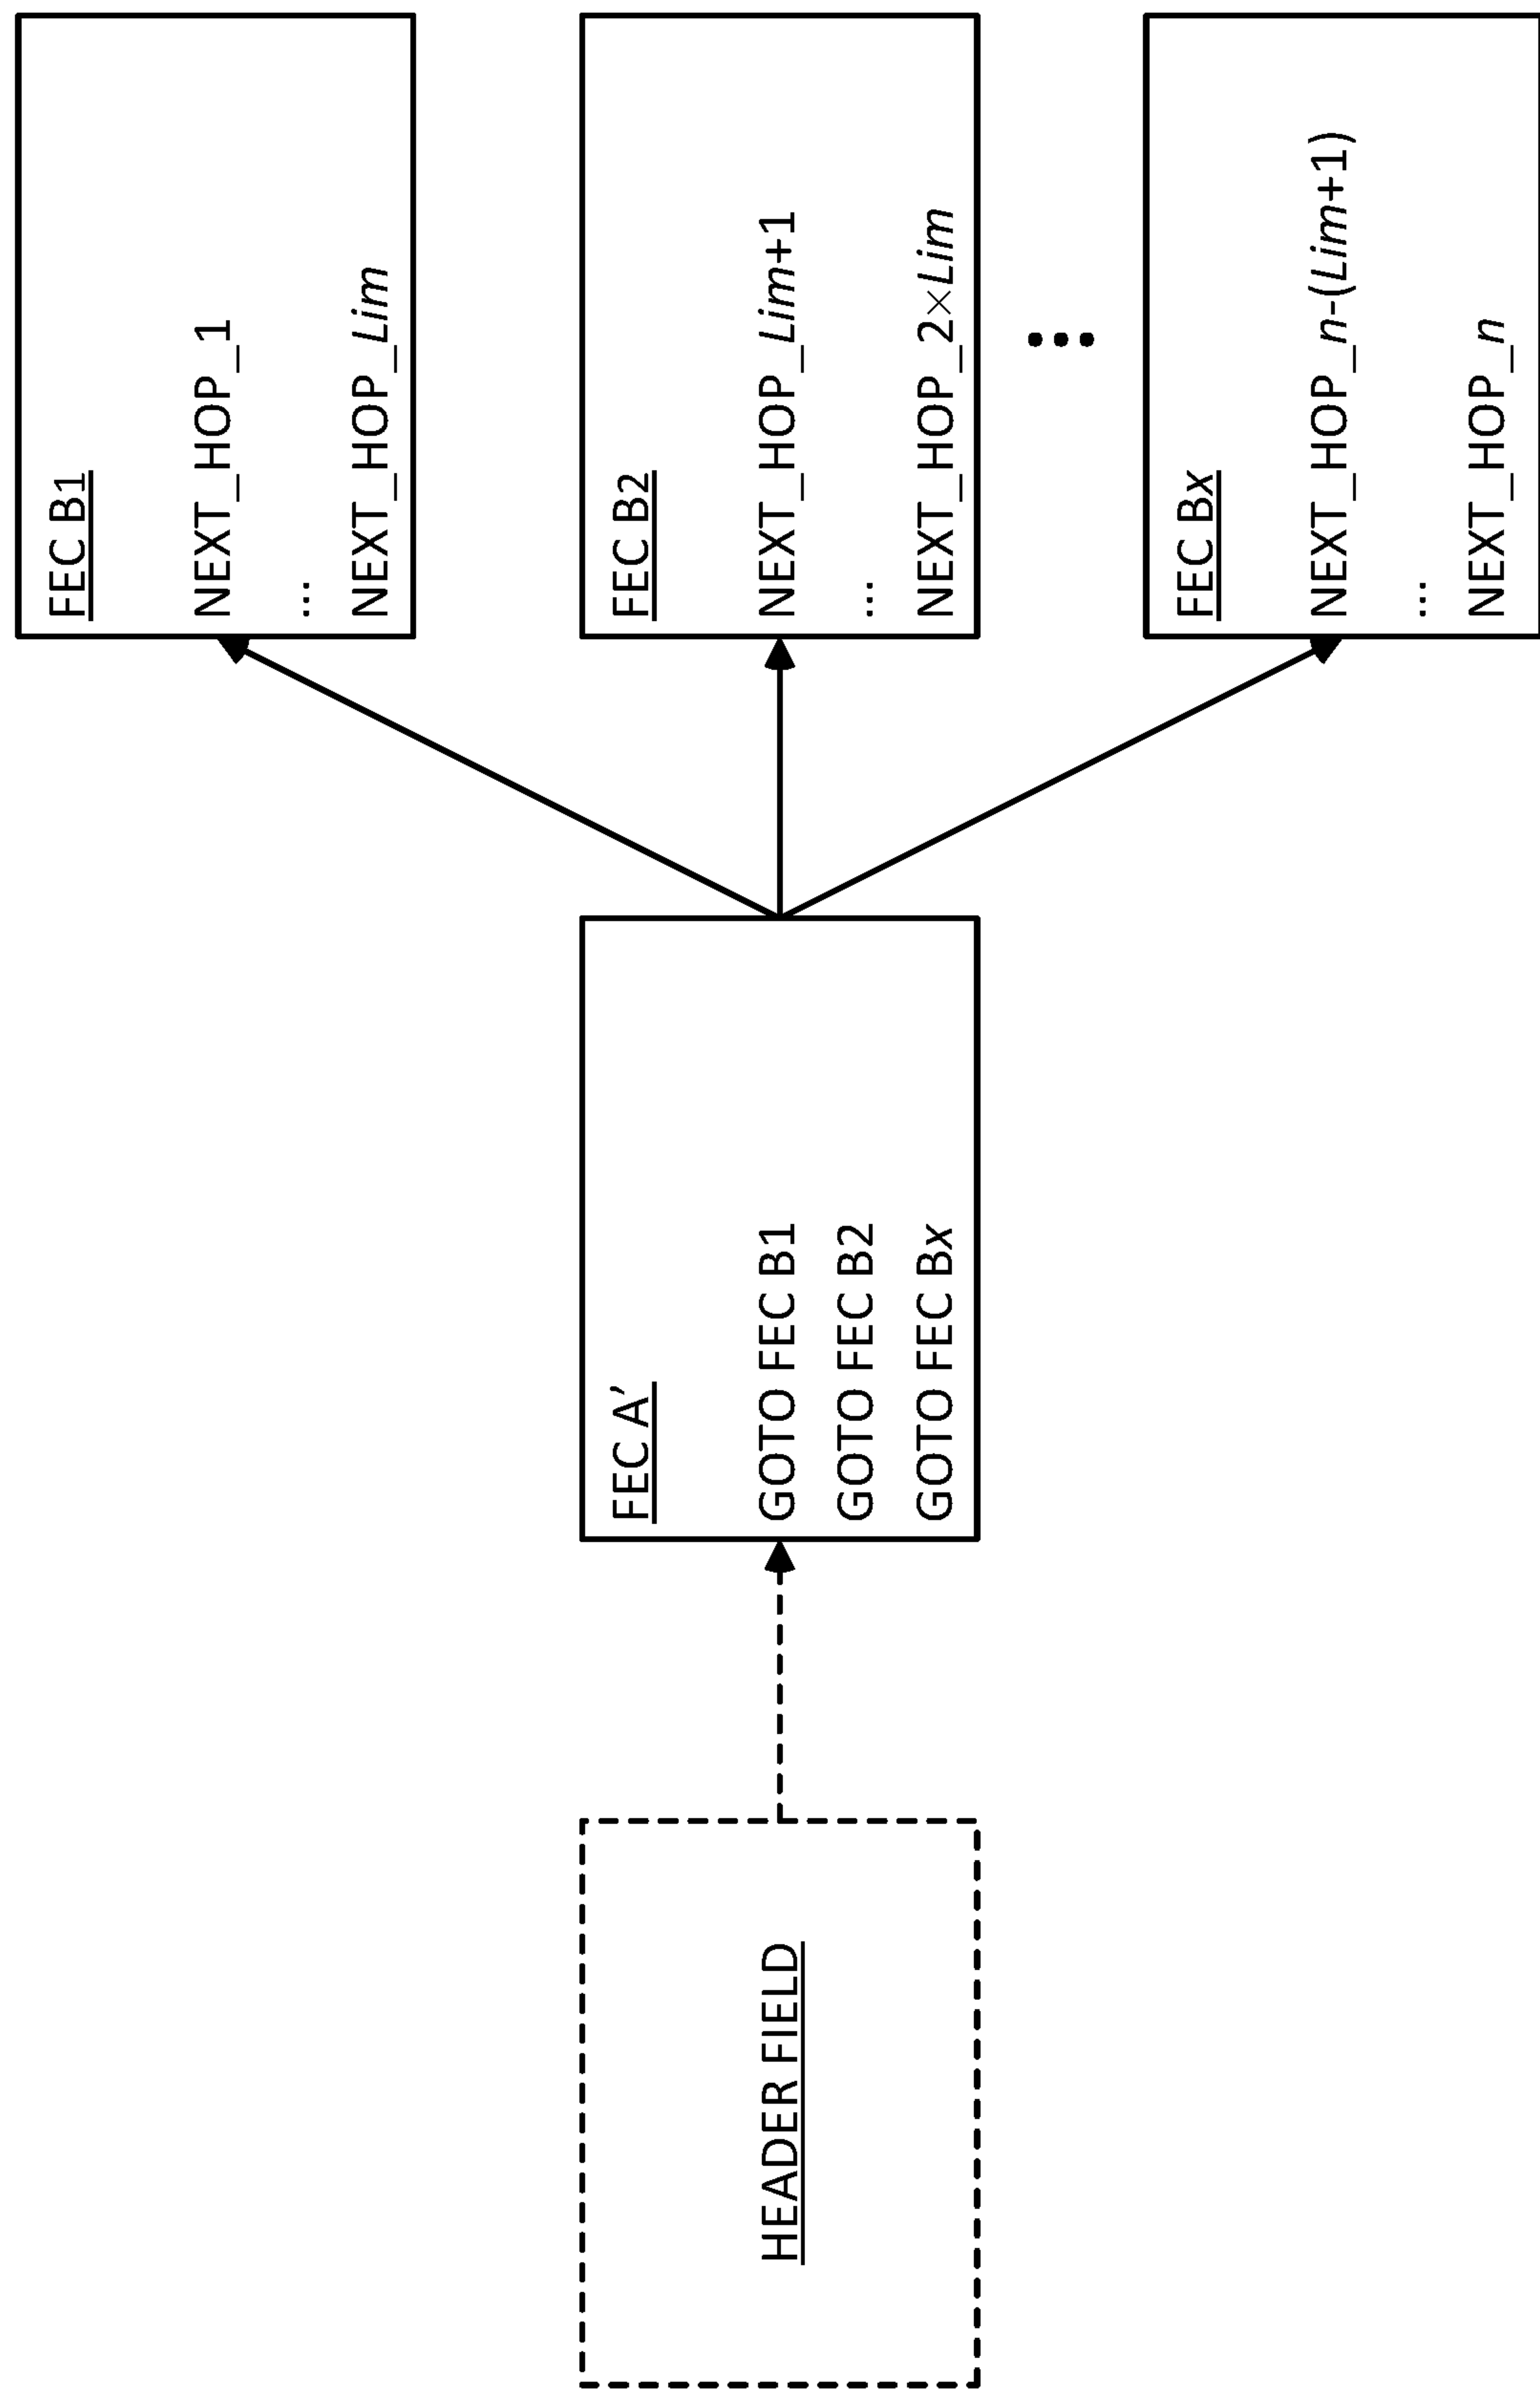 HEADER FIELD
FEC A’
GOTO FEC B1
GOTO FEC B2
GOTO FEC Bx
FEC B1
NEXT_HOP_1
...
NEXT_HOP_Lim
FEC B2
NEXT_HOP_Lim+1
...
NEXT_HOP_2×Lim
...
FEC Bx
NEXT_HOP_n-(Lim+1)
...
NEXT_HOP_n